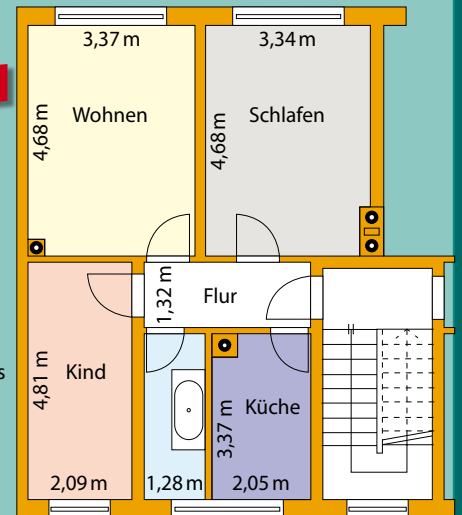 3,37 m
3,34 m
Wohnen
Schlafen
4,68 m
4,68 m
1,32 m
Flur
4,81 m
Kind
3,37 m
Küche
2,09 m
1,28 m
2,05 m
s